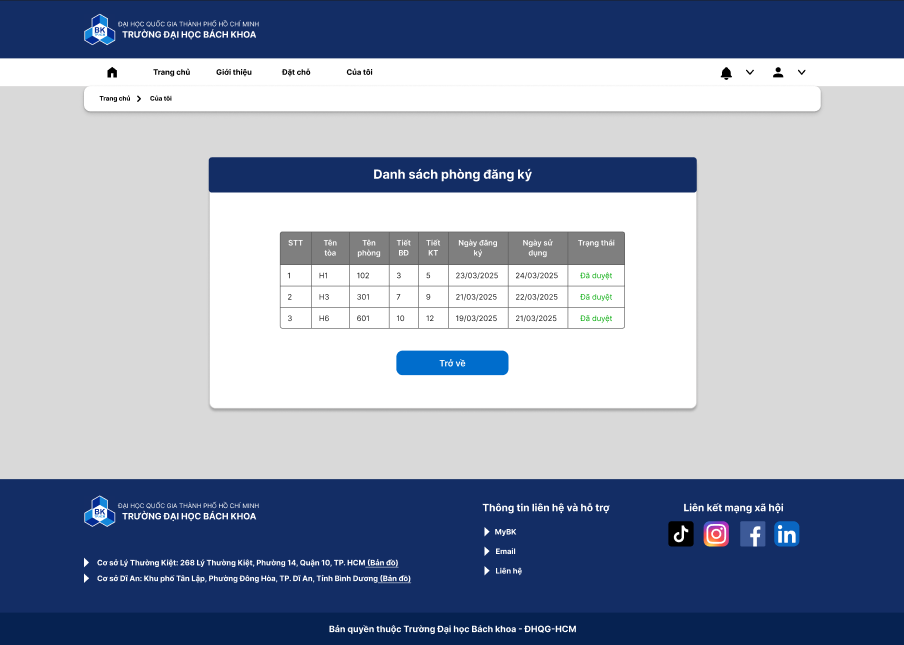 BK
ĐẠI HỌC QUỐC GIA THÀNH PHỐ HỒ CHÍ MINH
TRƯỜNG ĐẠI HỌC BÁCH KHOA
Trang chủ Giới thiệu Đặt chỗ Của tôi
Trang chủ Của tôi
Danh sách phòng đăng ký
STT Tên tòa Tên phòng Tiết BĐ Tiết KT Ngày đăng ký Ngày sử dụng Trạng thái
1 H1 102 3 5 23/03/2025 24/03/2025 Đã duyệt
2 H3 301 7 9 21/03/2025 22/03/2025 Đã duyệt
3 H6 601 10 12 19/03/2025 21/03/2025 Đã duyệt
Trở về
BK
ĐẠI HỌC QUỐC GIA THÀNH PHỐ HỒ CHÍ MINH
TRƯỜNG ĐẠI HỌC BÁCH KHOA
Cơ sở Lý Thường Kiệt: 268 Lý Thường Kiệt, Phường 14, Quận 10, TP. HCM (Bản đồ)
Cơ sở Dĩ An: Khu phố Tân Lập, Phường Đông Hòa, TP. Dĩ An, Tỉnh Bình Dương (Bản đồ)
Thông tin liên hệ và hỗ trợ
MyBK
Email
Liên hệ
Liên kết mạng xã hội
Bản quyền thuộc Trường Đại học Bách khoa - ĐHQG-HCM